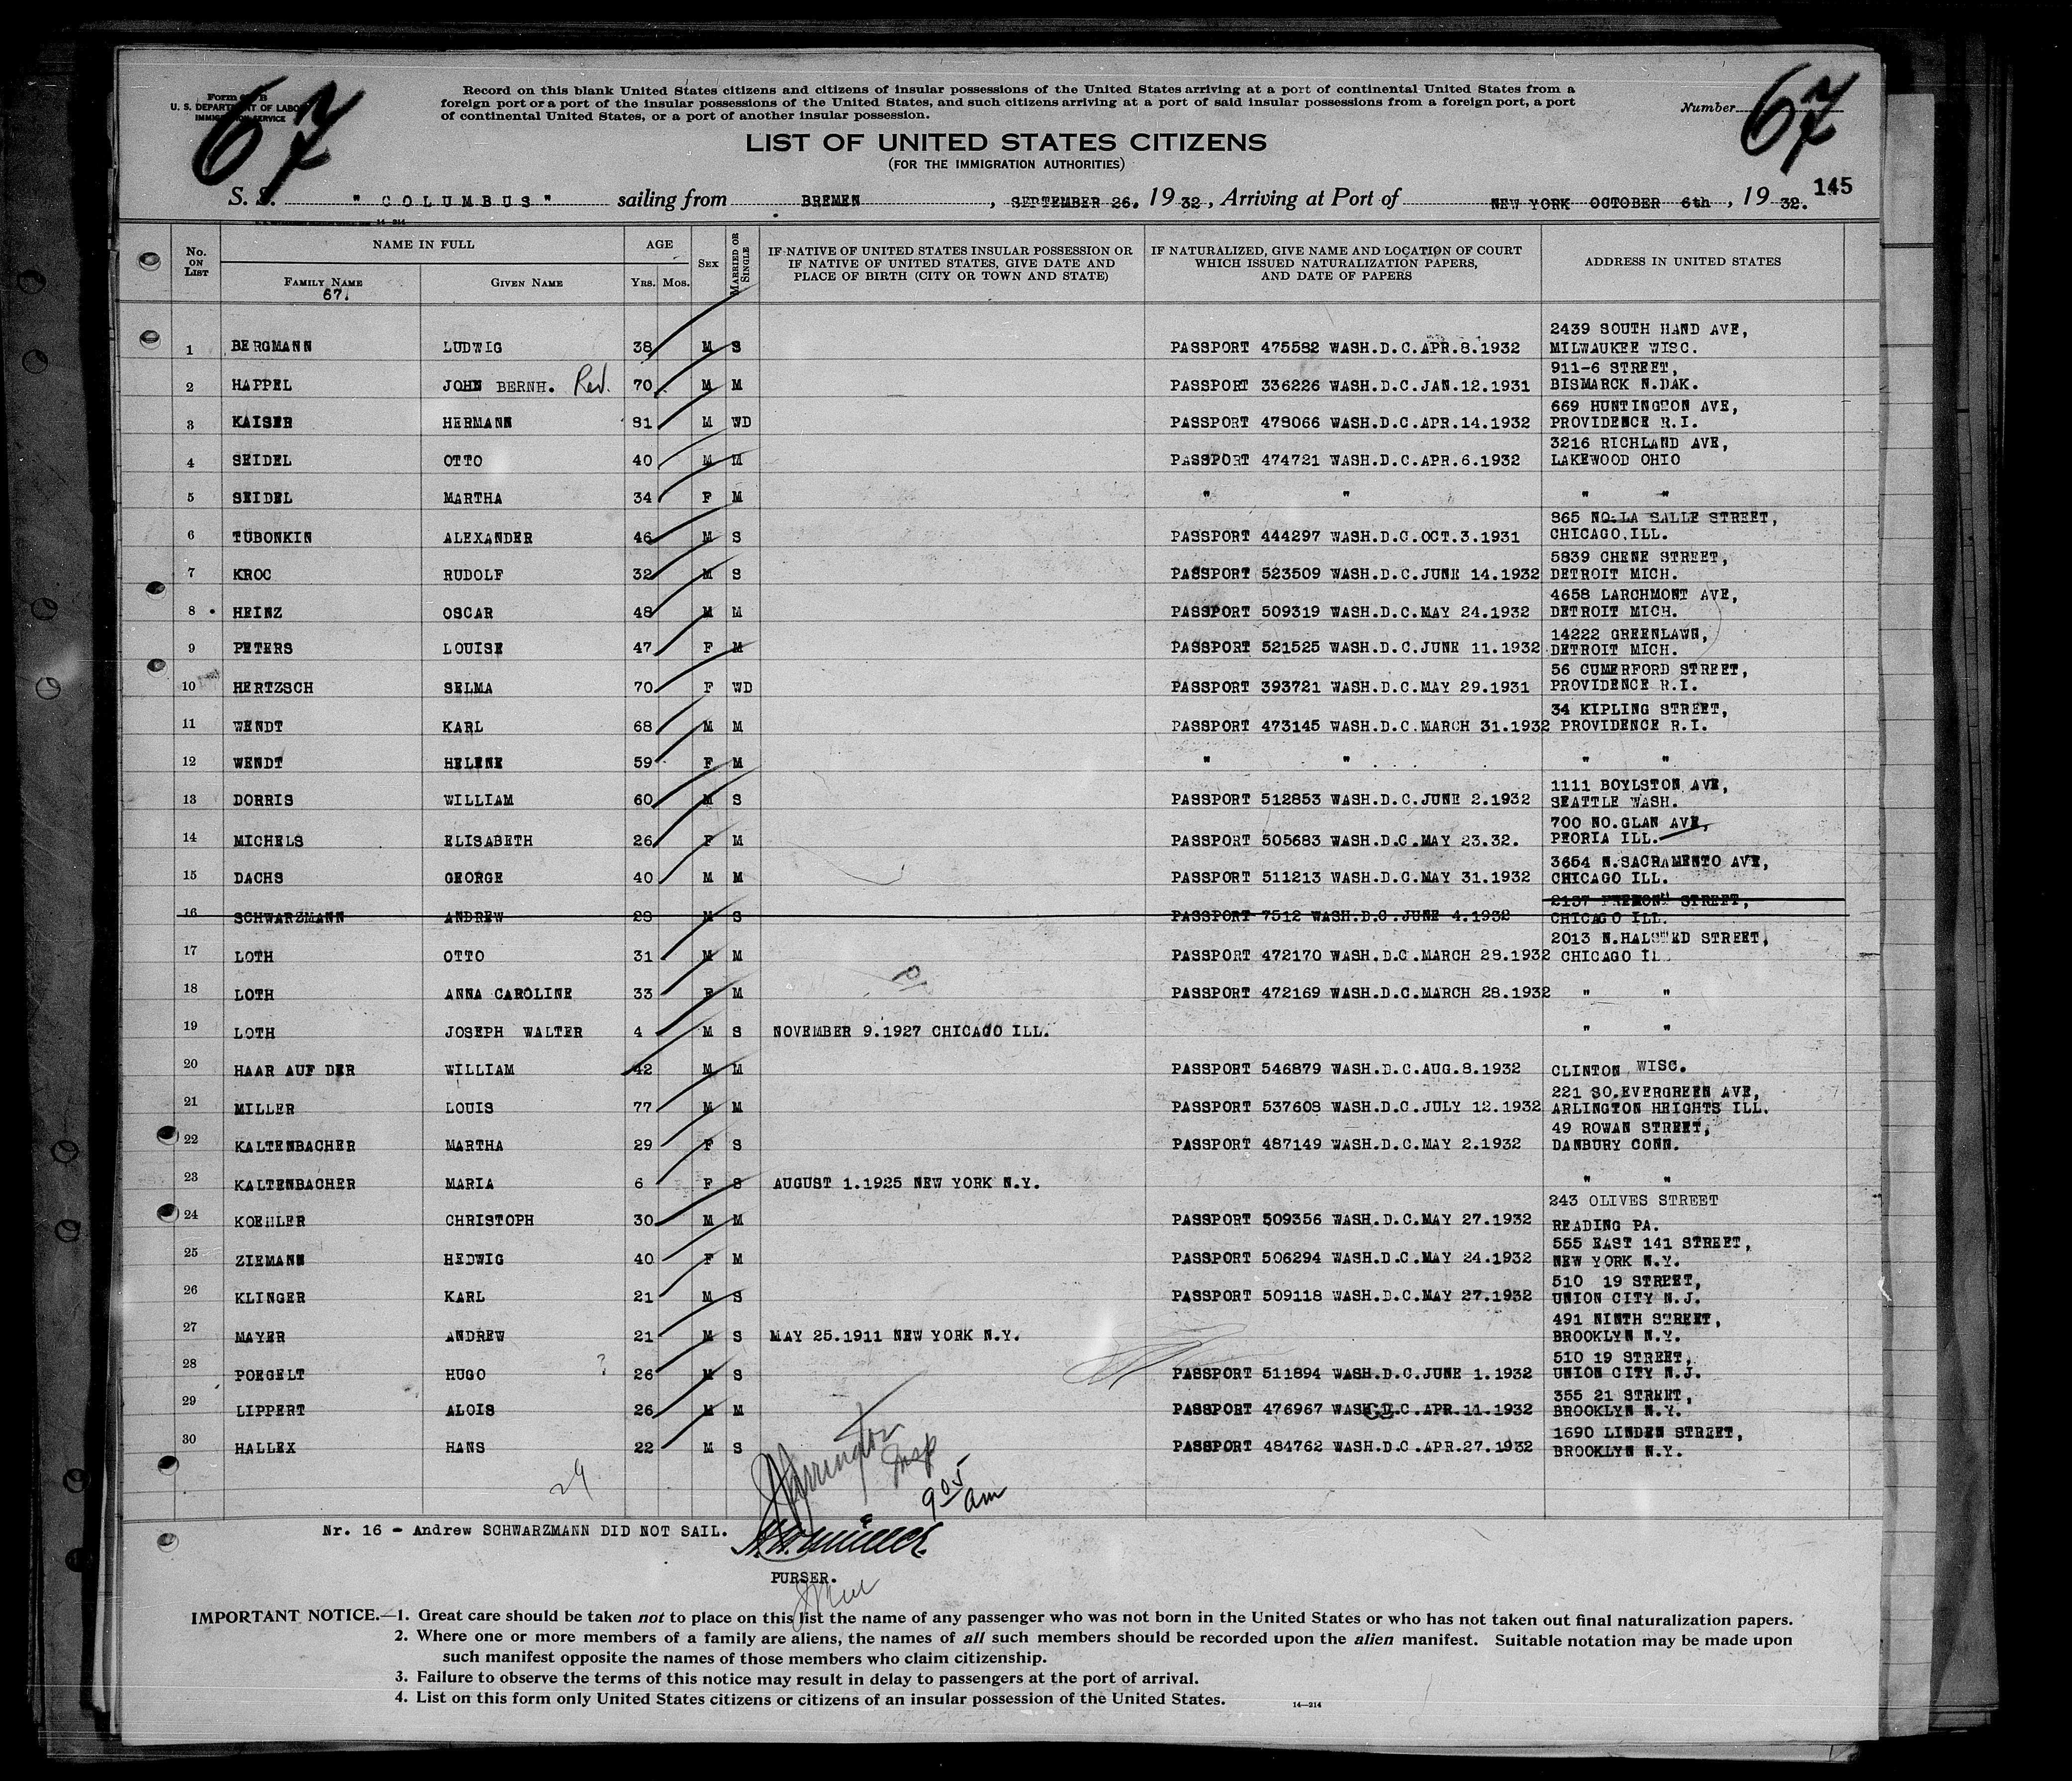 67
67
Form
U. S. DEPARTMENT OF LABOR
IMMIGRATION SERVICE
Record on this blank United States citizens and citizens of insular possessions of the United States arriving at a port of continental United States from a
foreign port or a port of the insular possessions of the United States, and such citizens arriving at a port of said insular possessions from a foreign port, a port
of continental United States, or a port of another insular possession.
Number
LIST OF UNITED STATES CITIZENS
(FOR THE IMMIGRATION AUTHORITIES)
S. S. "COLUMBUS" sailing from BREMEN, SEPTEMBER 26. 1932, Arriving at Port of NEW YORK OCTOBER 6th, 1932.
145
14-214
No. ON LIST NAME IN FULL FAMILY NAME GIVEN NAME AGE YRS. MOS. SEX MARRIED OR SINGLE IF NATIVE OF UNITED STATES INSULAR POSSESSION OR IF NATIVE OF UNITED STATES, GIVE DATE AND PLACE OF BIRTH (CITY OR TOWN AND STATE) IF NATURALIZED, GIVE NAME AND LOCATION OF COURT WHICH ISSUED NATURALIZATION PAPERS, AND DATE OF PAPERS ADDRESS IN UNITED STATES
67.
2439 SOUTH HAND AVE,
1 BERGMANN LUDWIG 38 M S PASSPORT 475582 WASH.D.C.APR.8.1932 MILWAUKEE WISC.
911-6 STREET,
2 HAPPEL JOHN BERNH. Rev. 70 M M PASSPORT 336226 WASH.D.C.JAN.12.1931 BISMARCK N.DAK.
669 HUNTINGTON AVE,
3 KAISER HERMANN 81 M WD PASSPORT 479066 WASH.D.C.APR.14.1932 PROVIDENCE R.I.
3216 RICHLAND AVE,
4 SEIDEL OTTO 40 M M PASSPORT 474721 WASH.D.C.APR.6.1932 LAKEWOOD OHIO
5 SEIDEL MARTHA 34 F M " " " "
865 NO.LA SALLE STREET,
6 TUBONKIN ALEXANDER 46 M S PASSPORT 444297 WASH.D.C.OCT.3.1931 CHICAGO.ILL.
5839 CHENE STREET,
7 KROC RUDOLF 32 M S PASSPORT 523509 WASH.D.C.JUNE 14.1932 DETROIT MICH.
4658 LARCHMONT AVE,
8 HEINZ OSCAR 48 M M PASSPORT 509319 WASH.D.C.MAY 24.1932 DETROIT MICH.
14222 GREENLAWN,
9 PETERS LOUISE 47 F M PASSPORT 521525 WASH.D.C.JUNE 11.1932 DETROIT MICH.
56 CUMERFORD STREET,
10 HERTZSCH SELMA 70 F WD PASSPORT 393721 WASH.D.C.MAY 29.1931 PROVIDENCE R.I.
34 KIPLING STREET,
11 WENDT KARL 68 M M PASSPORT 473145 WASH.D.C.MARCH 31.1932 PROVIDENCE R.I.
12 WENDT HELENE 59 F M " " " "
1111 BOYLSTON AVE,
13 DORRIS WILLIAM 60 M S PASSPORT 512853 WASH.D.C.JUNE 2.1932 SEATTLE WASH.
700 NO.GLAN AVE,
14 MICHELS ELISABETH 26 F M PASSPORT 505683 WASH.D.C.MAY 23.32. PEORIA ILL.
3654 N.SACRAMENTO AVE,
15 DACHS GEORGE 40 M M PASSPORT 511213 WASH.D.C.MAY 31.1932 CHICAGO ILL.
2137 FREMONT STREET,
16 SCHWARZMANN ANDREW 29 M S PASSPORT 7512 WASH.D.C.JUNE 4.1932 CHICAGO ILL.
2013 N.HALSTED STREET,
17 LOTH OTTO 31 M M PASSPORT 472170 WASH.D.C.MARCH 28.1932 CHICAGO IL
18 LOTH ANNA CAROLINE 33 F M PASSPORT 472169 WASH.D.C.MARCH 28.1932 " "
19 LOTH JOSEPH WALTER 4 M S NOVEMBER 9.1927 CHICAGO ILL. " "
20 HAAR AUF DER WILLIAM 42 M M PASSPORT 546879 WASH.D.C.AUG.8.1932 CLINTON WISC.
221 SO.EVERGREEN AVE,
21 MILLER LOUIS 77 M M PASSPORT 537608 WASH.D.C.JULY 12.1932 ARLINGTON HEIGHTS ILL.
49 ROWAN STREET,
22 KALTENBACHER MARTHA 29 F S PASSPORT 487149 WASH.D.C.MAY 2.1932 DANBURY CONN.
23 KALTENBACHER MARIA 6 F S AUGUST 1.1925 NEW YORK N.Y. " "
243 OLIVES STREET
24 KOEHLER CHRISTOPH 30 M M PASSPORT 509356 WASH.D.C.MAY 27.1932 READING PA.
555 EAST 141 STREET,
25 ZIEMANN HEDWIG 40 F M PASSPORT 506294 WASH.D.C.MAY 24.1932 NEW YORK N.Y.
510 19 STREET,
26 KLINGER KARL 21 M S PASSPORT 509118 WASH.D.C.MAY 27.1932 UNION CITY N.J.
491 NINTH STREET,
27 MAYER ANDREW 21 M S MAY 25.1911 NEW YORK N.Y. BROOKLYN N.Y.
510 19 STREET,
28 POEGELT HUGO ? 26 M S PASSPORT 511894 WASH.D.C.JUNE 1.1932 UNION CITY N.J.
355 21 STREET,
29 LIPPERT ALOIS 26 M M PASSPORT 476967 WASH.D.C.APR.11.1932 BROOKLYN N.Y.
1690 LINDEN STREET,
30 HALLEX HANS 22 M S PASSPORT 484762 WASH.D.C.APR.27.1932 BROOKLYN N.Y.
29
Insp
9 05 am
Nr. 16 - Andrew SCHWARZMANN DID NOT SAIL.
PURSER.
IMPORTANT NOTICE.—1. Great care should be taken not to place on this list the name of any passenger who was not born in the United States or who has not taken out final naturalization papers.
2. Where one or more members of a family are aliens, the names of all such members should be recorded upon the alien manifest. Suitable notation may be made upon
such manifest opposite the names of those members who claim citizenship.
3. Failure to observe the terms of this notice may result in delay to passengers at the port of arrival.
4. List on this form only United States citizens or citizens of an insular possession of the United States.
14—214